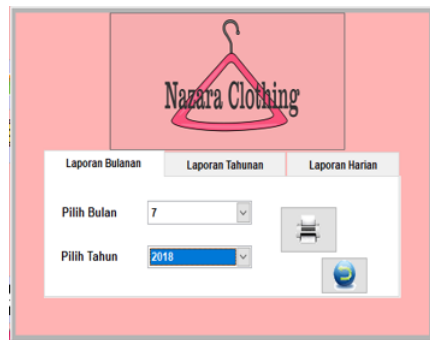 Nazara Clothing
Laporan Bulanan Laporan Tahunan Laporan Harian
Pilih Bulan 7
Pilih Tahun 2018